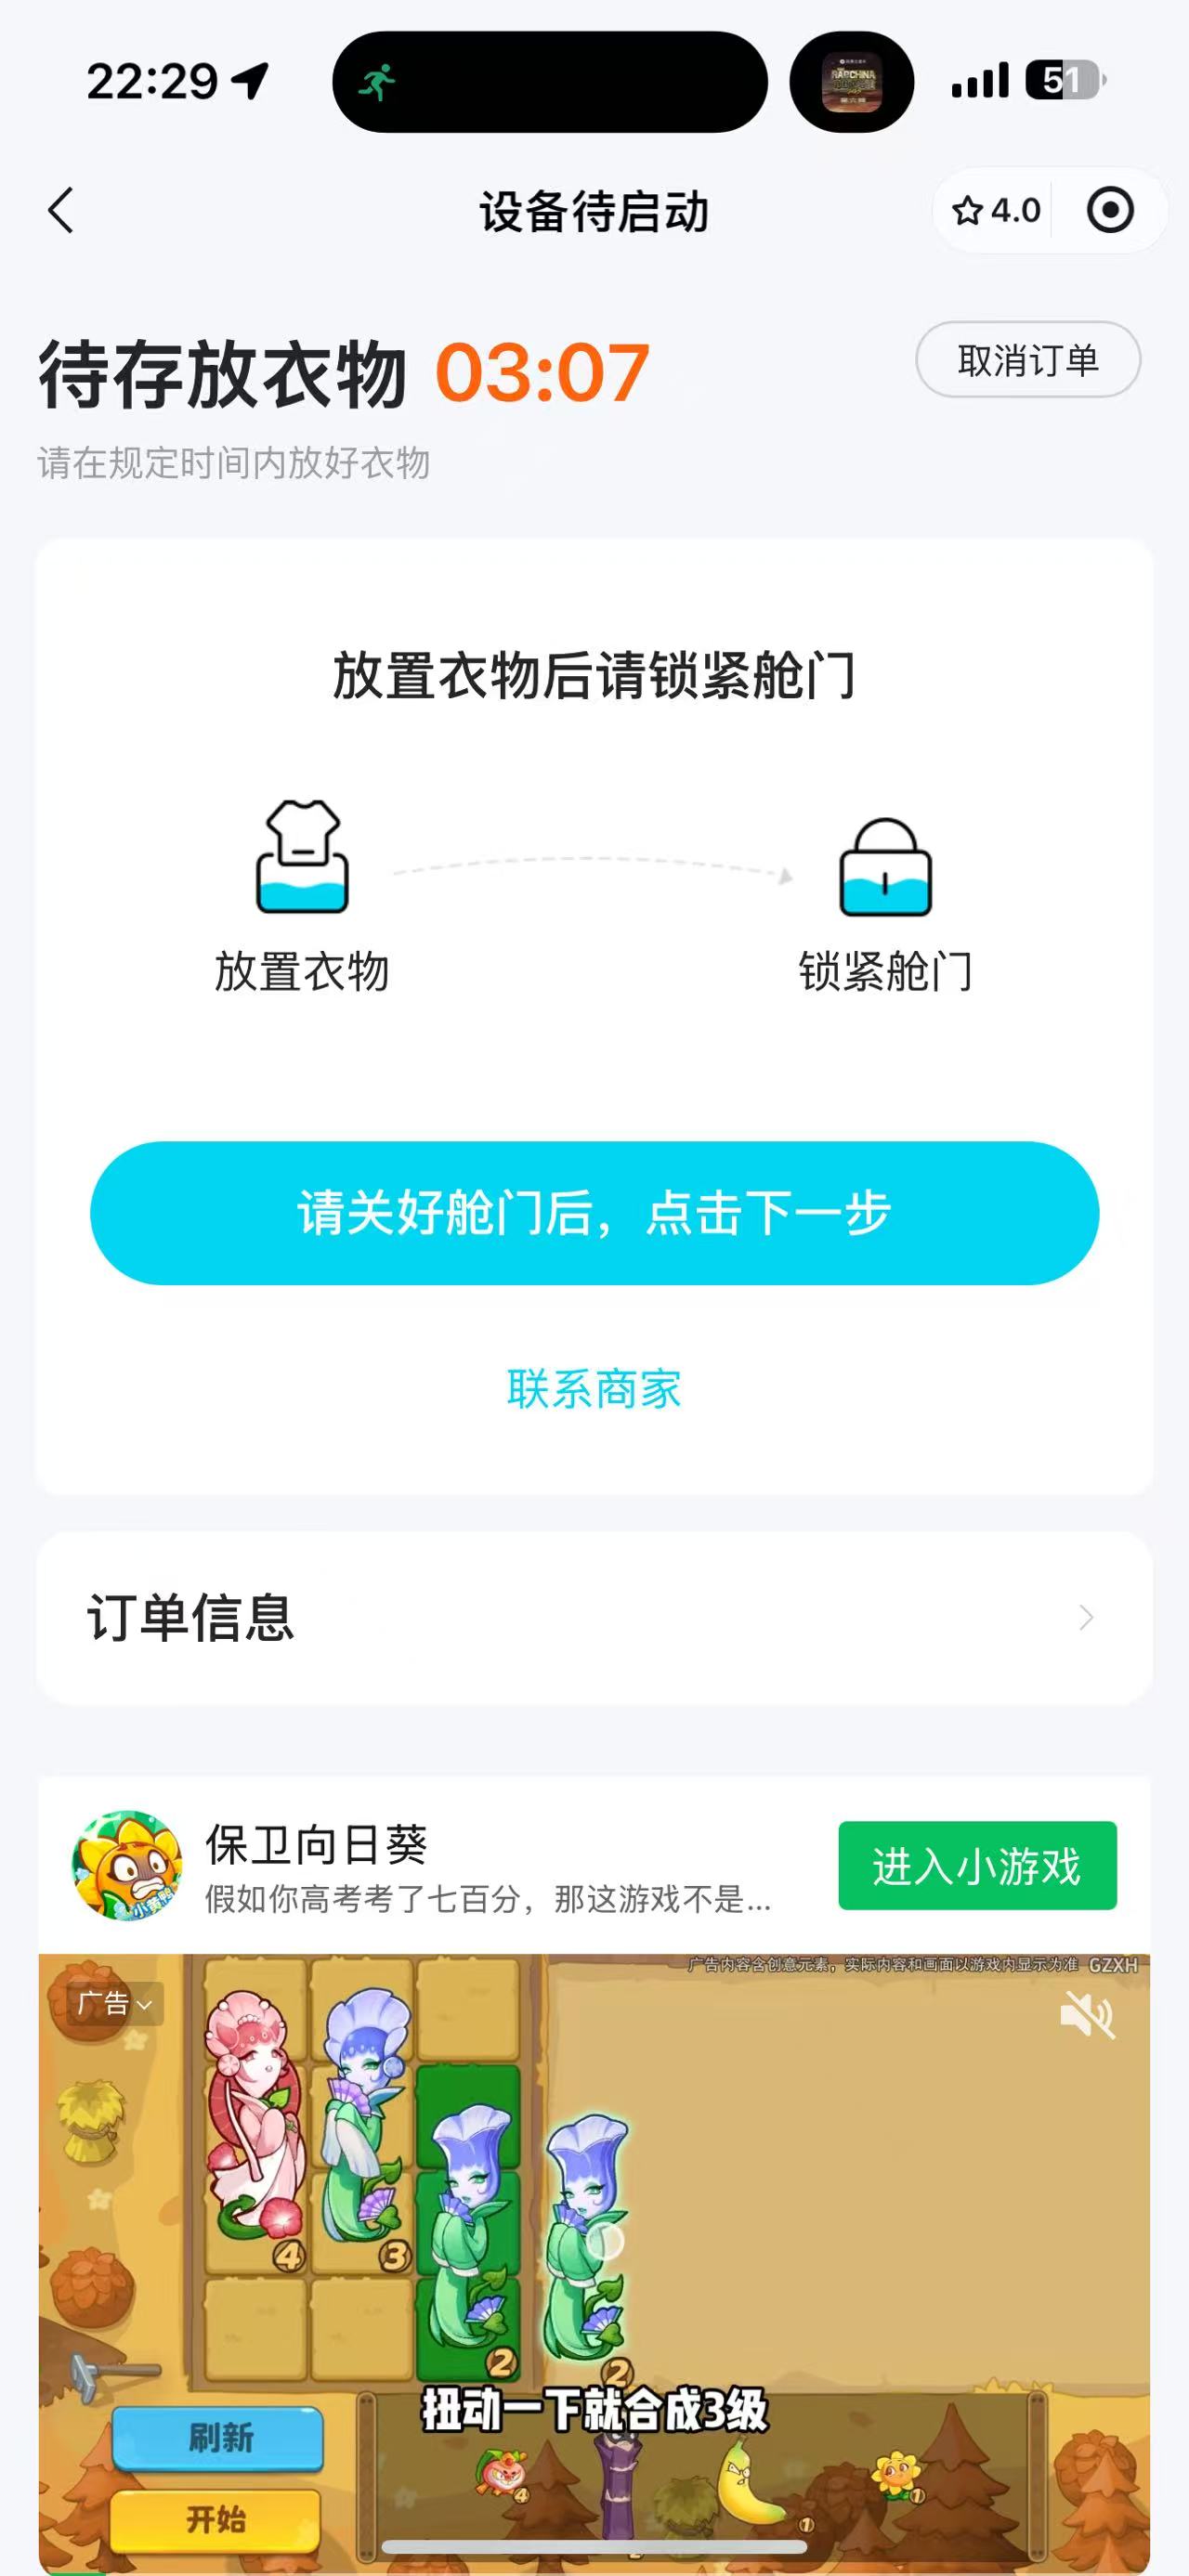 22:29
51
设备待启动
4.0
待存放衣物 03:07
取消订单
请在规定时间内放好衣物
放置衣物后请锁紧舱门
放置衣物
锁紧舱门
请关好舱门后，点击下一步
联系商家
订单信息
保卫向日葵
假如你高考考了七百分，那这游戏不是...
进入小游戏
广告内容含创意元素，实际内容和画面以游戏内显示为准 GZXH
广告
4
3
2
2
扭动一下就合成3级
刷新
4
1
1
开始